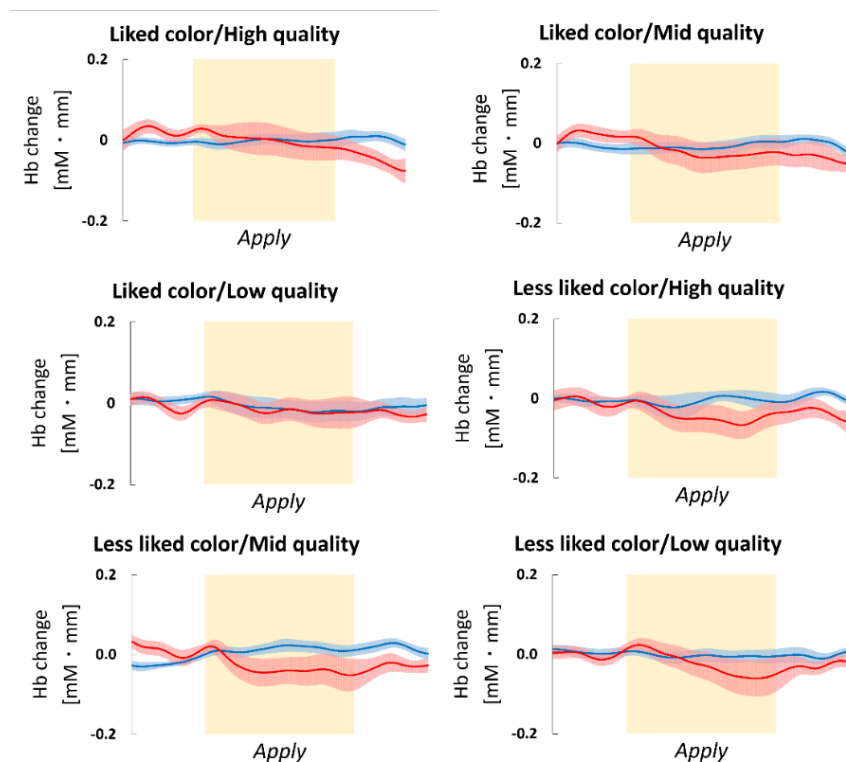 Liked color/High quality
0.2
0
-0.2
Hb change
[mM・mm]
Apply
Liked color/Mid quality
0.2
0
-0.2
Hb change
[mM・mm]
Apply
Liked color/Low quality
0.2
0
-0.2
Hb change
[mM・mm]
Apply
Less liked color/High quality
0.2
0.0
-0.2
Hb change
[mM・mm]
Apply
Less liked color/Mid quality
0.2
0.0
-0.2
Hb change
[mM・mm]
Apply
Less liked color/Low quality
0.2
0.0
-0.2
Hb change
[mM・mm]
Apply